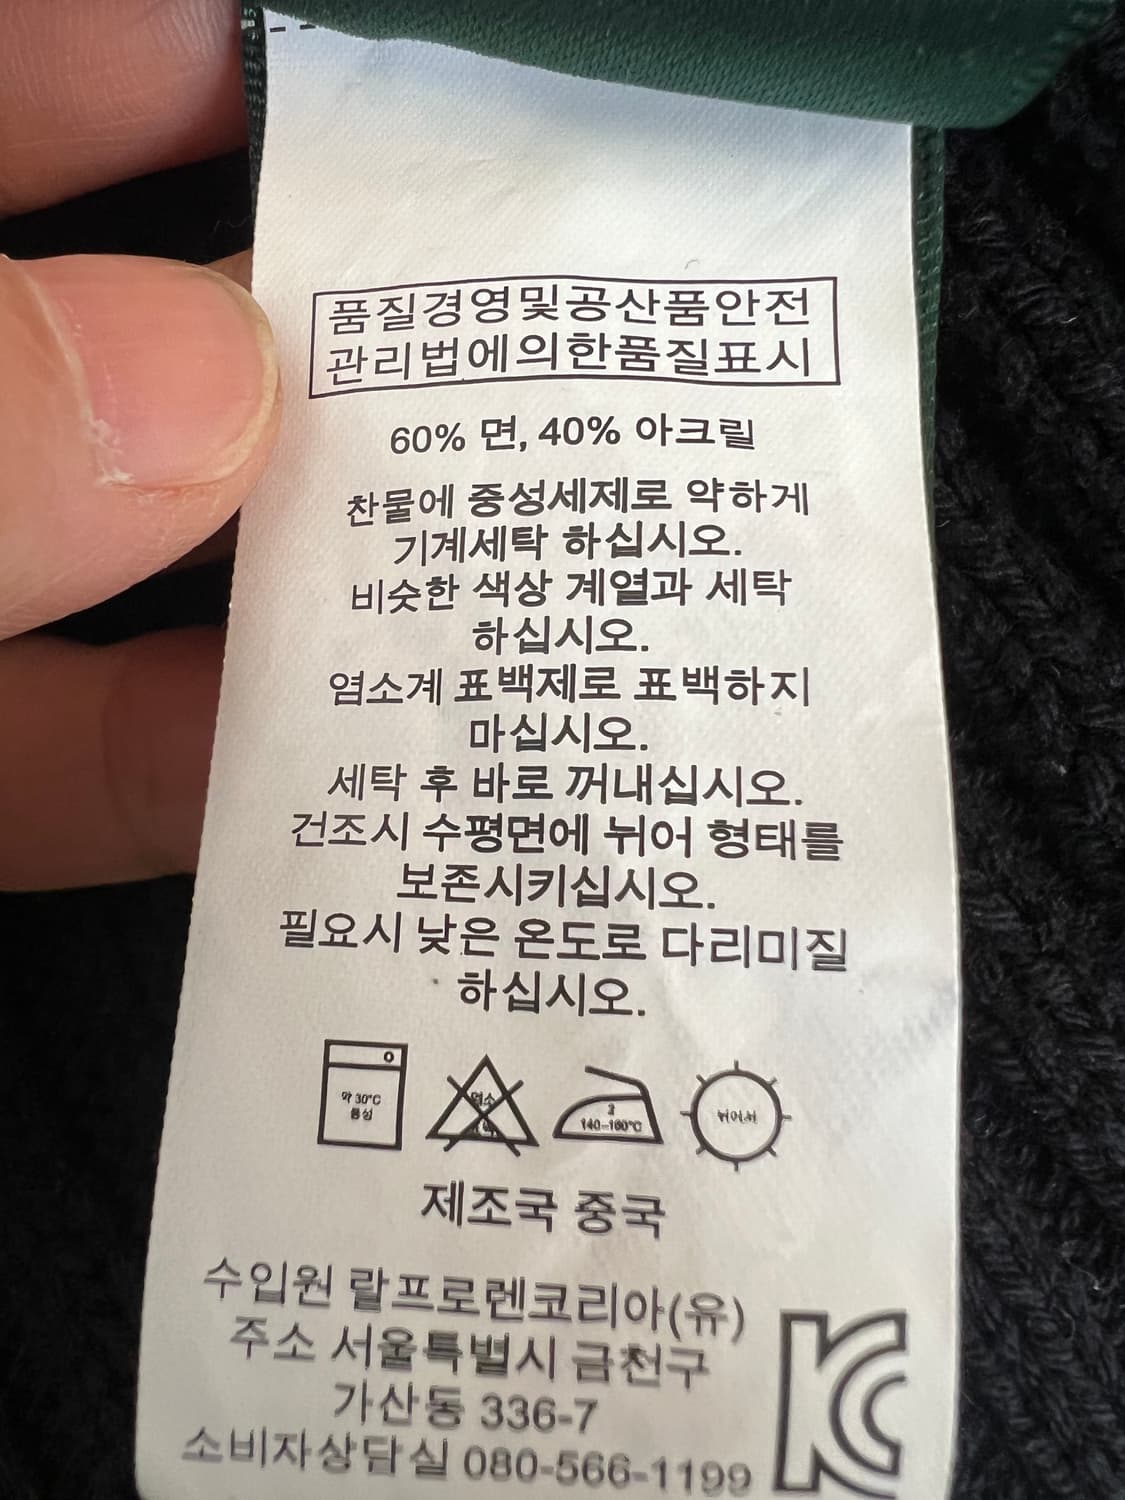 품질경영및공산품안전
관리법에의한품질표시
60% 면, 40% 아크릴
찬물에 중성세제로 약하게
기계세탁 하십시오.
비슷한 색상 계열과 세탁
하십시오.
염소계 표백제로 표백하지
마십시오.
세탁 후 바로 꺼내십시오.
건조시 수평면에 뉘어 형태를
보존시키십시오.
필요시 낮은 온도로 다리미질
하십시오.
약 30°C
중성
염소
표백
2
140-160°C
뉘어서
제조국 중국
수입원 랄프로렌코리아(유)
주소 서울특별시 금천구
가산동 336-7
소비자상담실 080-566-1199